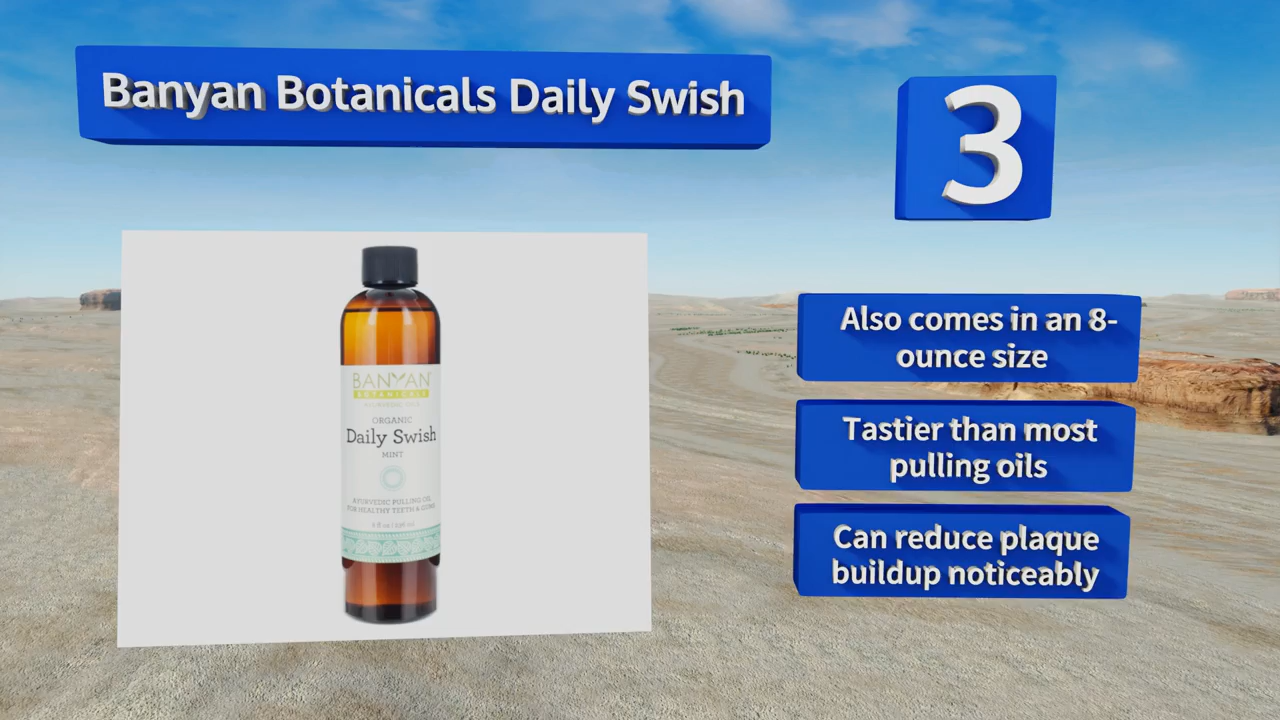 Banyan Botanicals Daily Swish
3
Also comes in an 8-
ounce size
Tastier than most
pulling oils
Can reduce plaque
buildup noticeably
BANYAN
BOTANICALS
ORGANIC
Daily Swish
MINT
AYURVEDIC PULLING OIL
FOR HEALTHY TEETH & GUMS